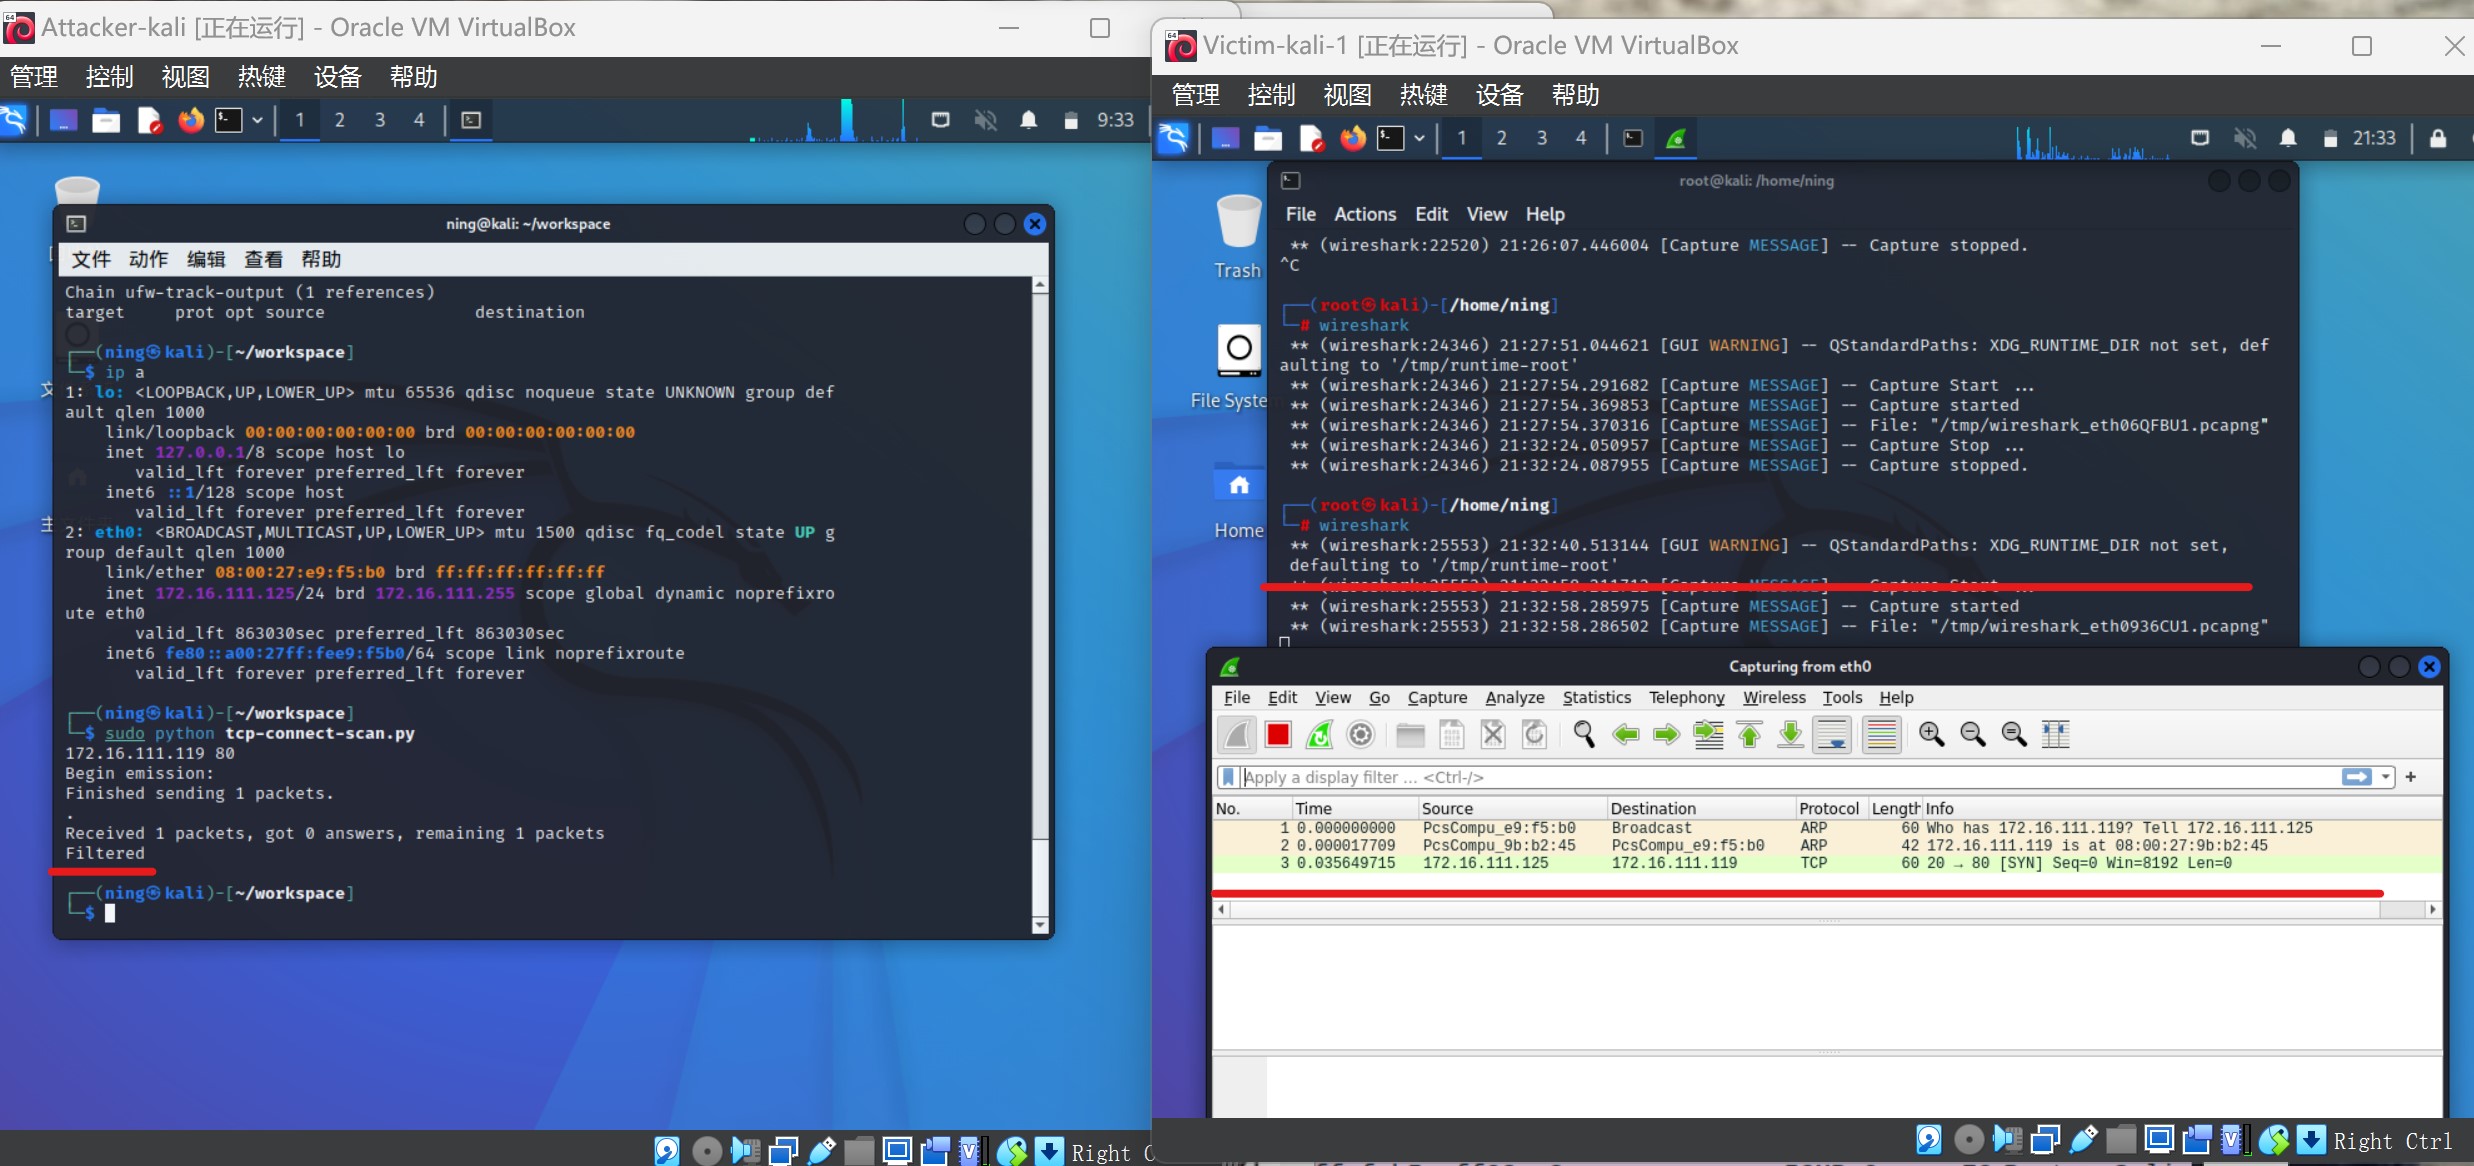 Attacker-kali [正在运行] - Oracle VM VirtualBox
管理 控制 视图 热键 设备 帮助
1 2 3 4 9:33
ning@kali: ~/workspace
文件 动作 编辑 查看 帮助
Chain ufw-track-output (1 references)
target     prot opt source               destination
┌──(ning㉿kali)-[~/workspace]
└─$ ip a
1: lo: <LOOPBACK,UP,LOWER_UP> mtu 65536 qdisc noqueue state UNKNOWN group def
ault qlen 1000
link/loopback 00:00:00:00:00:00 brd 00:00:00:00:00:00
inet 127.0.0.1/8 scope host lo
valid_lft forever preferred_lft forever
inet6 ::1/128 scope host
valid_lft forever preferred_lft forever
2: eth0: <BROADCAST,MULTICAST,UP,LOWER_UP> mtu 1500 qdisc fq_codel state UP g
roup default qlen 1000
link/ether 08:00:27:e9:f5:b0 brd ff:ff:ff:ff:ff:ff
inet 172.16.111.125/24 brd 172.16.111.255 scope global dynamic noprefixro
ute eth0
valid_lft 863030sec preferred_lft 863030sec
inet6 fe80::a00:27ff:fee9:f5b0/64 scope link noprefixroute
valid_lft forever preferred_lft forever
┌──(ning㉿kali)-[~/workspace]
└─$ sudo python tcp-connect-scan.py
172.16.111.119 80
Begin emission:
Finished sending 1 packets.
.
Received 1 packets, got 0 answers, remaining 1 packets
Filtered
┌──(ning㉿kali)-[~/workspace]
└─$
Right C
Victim-kali-1 [正在运行] - Oracle VM VirtualBox
管理 控制 视图 热键 设备 帮助
1 2 3 4 21:33
Trash
File Syste
Home
root@kali: /home/ning
File Actions Edit View Help
** (wireshark:22520) 21:26:07.446004 [Capture MESSAGE] -- Capture stopped.
^C
┌──(root㉿kali)-[/home/ning]
└─# wireshark
** (wireshark:24346) 21:27:51.044621 [GUI WARNING] -- QStandardPaths: XDG_RUNTIME_DIR not set, def
aulting to '/tmp/runtime-root'
** (wireshark:24346) 21:27:54.291682 [Capture MESSAGE] -- Capture Start ...
** (wireshark:24346) 21:27:54.369853 [Capture MESSAGE] -- Capture started
** (wireshark:24346) 21:27:54.370316 [Capture MESSAGE] -- File: "/tmp/wireshark_eth06QFBU1.pcapng"
** (wireshark:24346) 21:32:24.050957 [Capture MESSAGE] -- Capture Stop ...
** (wireshark:24346) 21:32:24.087955 [Capture MESSAGE] -- Capture stopped.
┌──(root㉿kali)-[/home/ning]
└─# wireshark
** (wireshark:25553) 21:32:40.513144 [GUI WARNING] -- QStandardPaths: XDG_RUNTIME_DIR not set,
defaulting to '/tmp/runtime-root'
** (wireshark:25553) 21:32:58.285975 [Capture MESSAGE] -- Capture started
** (wireshark:25553) 21:32:58.286502 [Capture MESSAGE] -- File: "/tmp/wireshark_eth0936CU1.pcapng"
Capturing from eth0
File Edit View Go Capture Analyze Statistics Telephony Wireless Tools Help
Apply a display filter ... <Ctrl-/>
No. Time Source Destination Protocol Length Info
1 0.000000000 PcsCompu_e9:f5:b0 Broadcast ARP 60 Who has 172.16.111.119? Tell 172.16.111.125
2 0.000017709 PcsCompu_9b:b2:45 PcsCompu_e9:f5:b0 ARP 42 172.16.111.119 is at 08:00:27:9b:b2:45
3 0.035649715 172.16.111.125 172.16.111.119 TCP 60 20 → 80 [SYN] Seq=0 Win=8192 Len=0
Right Ctrl